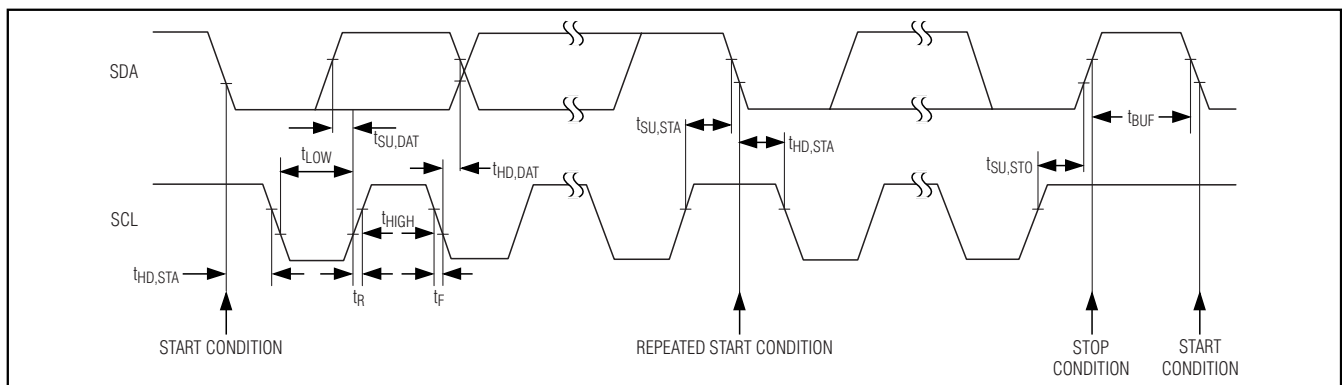 SDA
tSU,STA
tBUF
tSU,DAT
tLOW
tHD,STA
tHD,DAT
tSU,STO
SCL
tHIGH
tHD,STA
tR
tF
START CONDITION
REPEATED START CONDITION
STOP
CONDITION
START
CONDITION